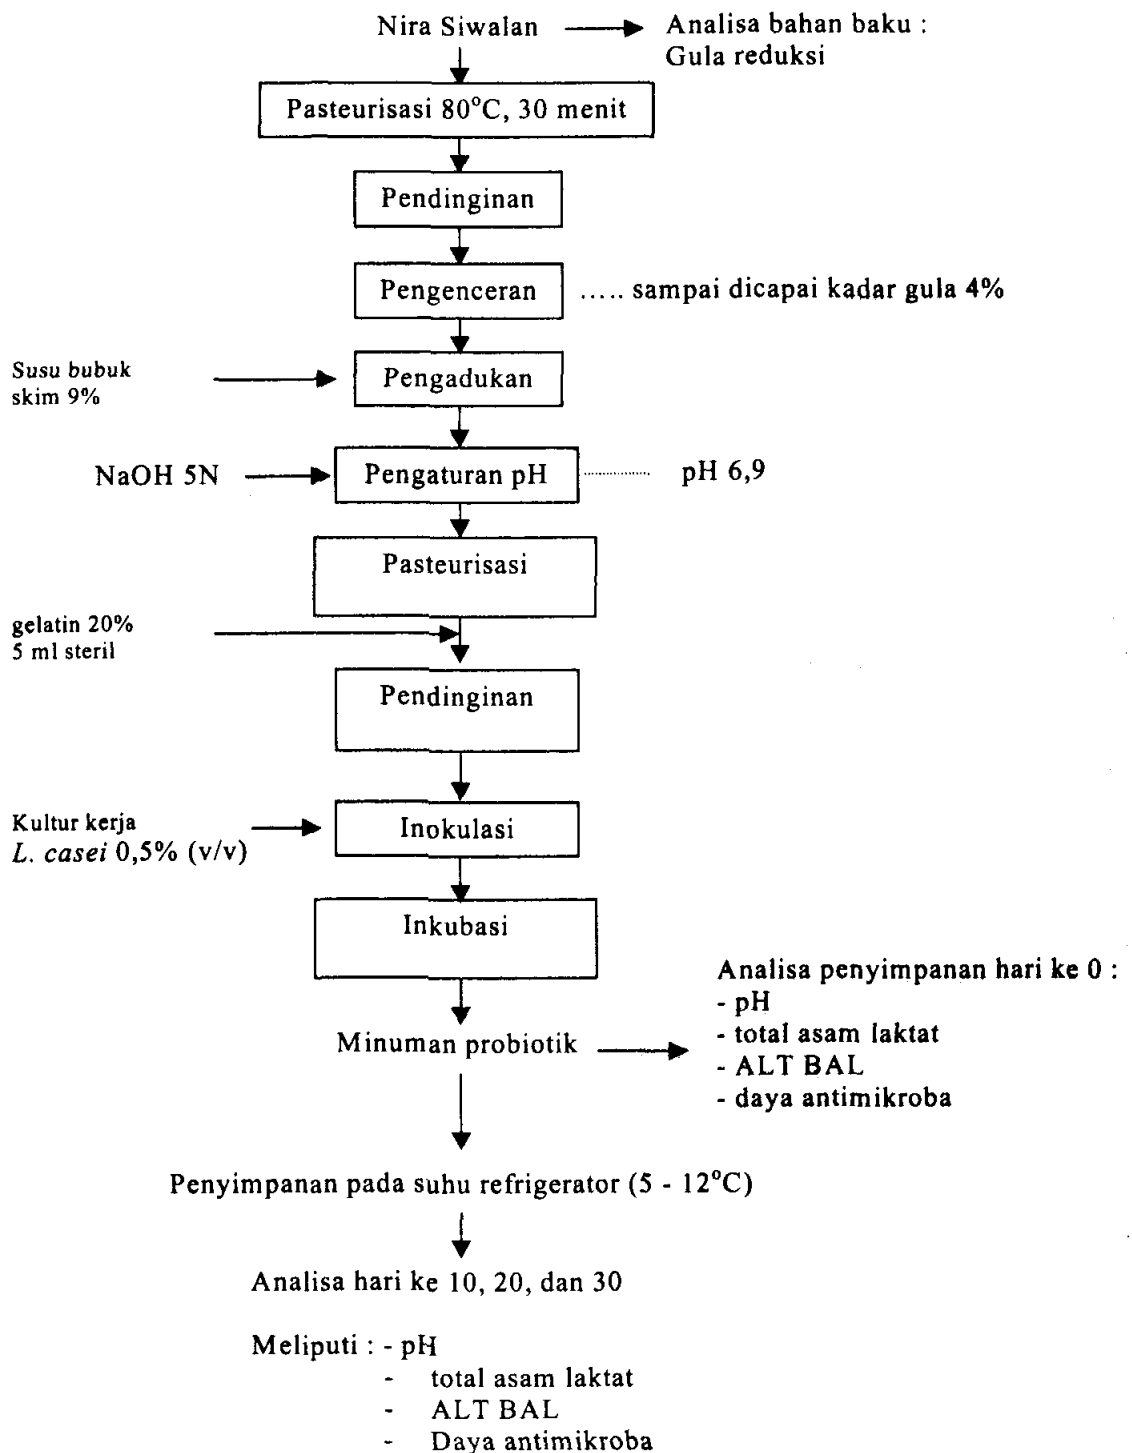 Nira Siwalan
Analisa bahan baku :
Gula reduksi
Pasteurisasi 80°C, 30 menit
Pendinginan
Pengenceran
..... sampai dicapai kadar gula 4%
Susu bubuk
skim 9%
Pengadukan
NaOH 5N
Pengaturan pH
pH 6,9
Pasteurisasi
gelatin 20%
5 ml steril
Pendinginan
Kultur kerja
L. casei 0,5% (v/v)
Inokulasi
Inkubasi
Analisa penyimpanan hari ke 0 :
- pH
- total asam laktat
- ALT BAL
- daya antimikroba
Minuman probiotik
Penyimpanan pada suhu refrigerator (5 - 12°C)
Analisa hari ke 10, 20, dan 30
Meliputi : - pH
- total asam laktat
- ALT BAL
- Daya antimikroba